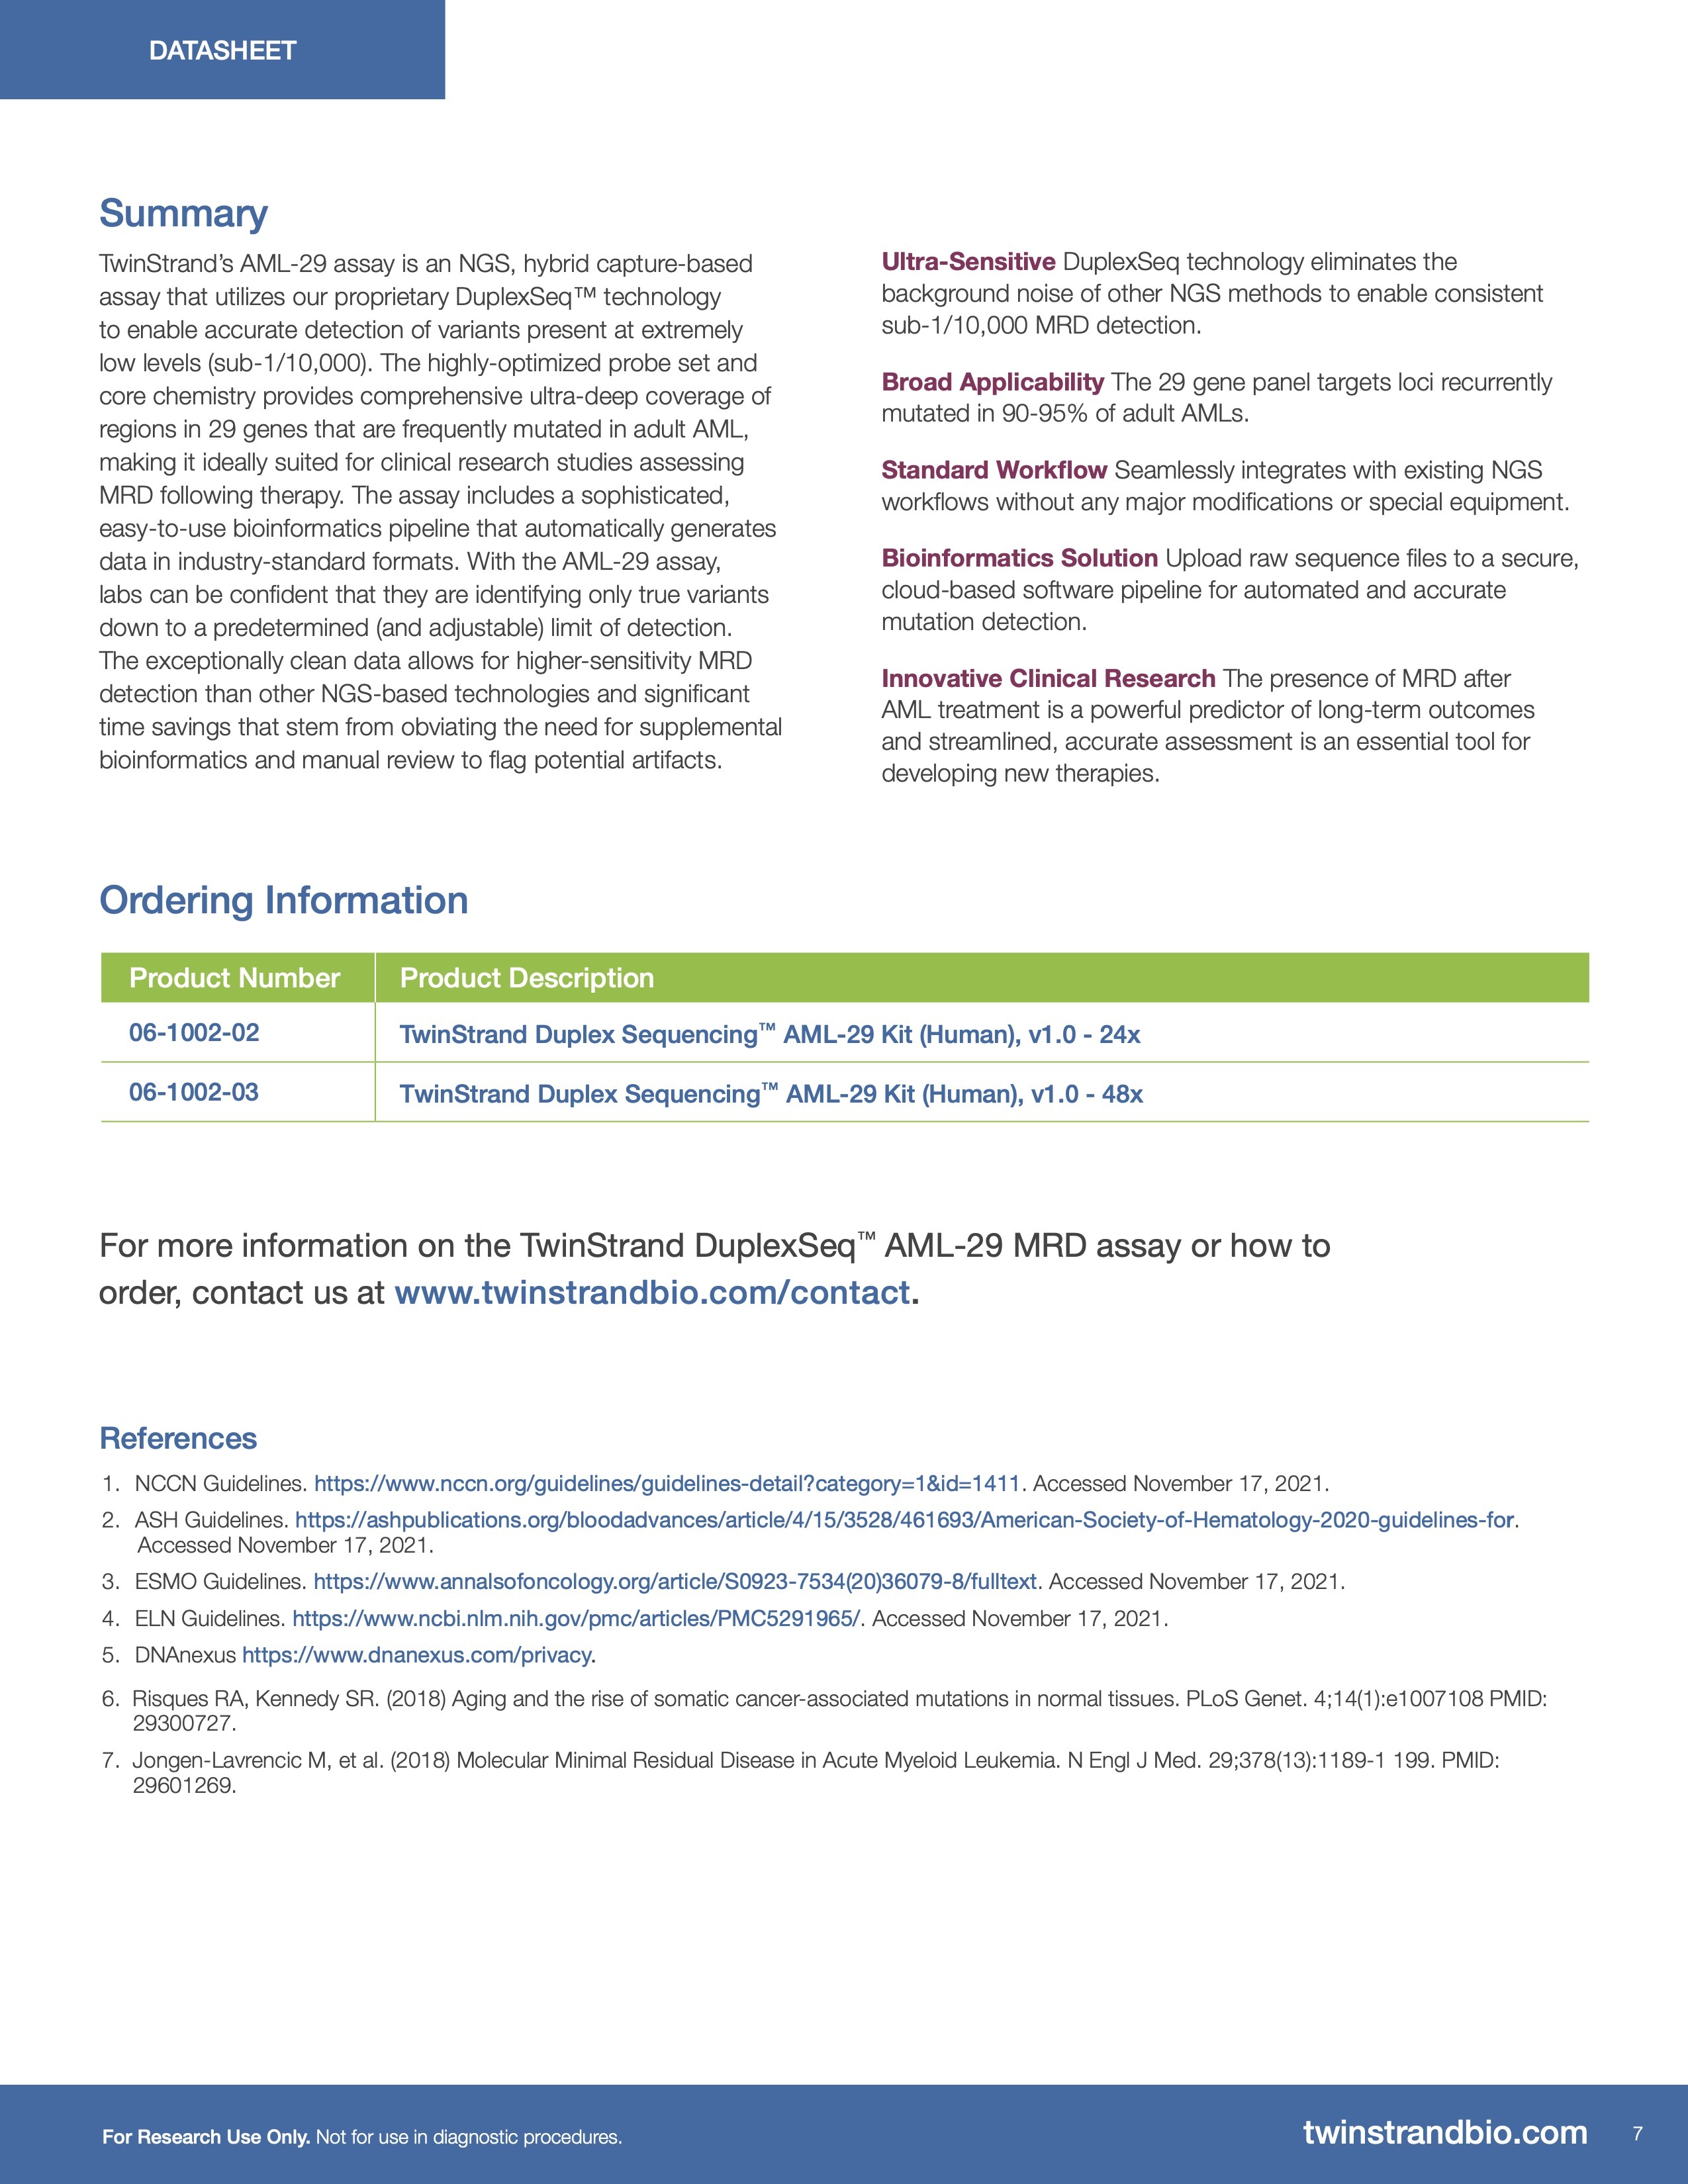 DATASHEET
Summary
TwinStrand’s AML-29 assay is an NGS, hybrid capture-based
assay that utilizes our proprietary DuplexSeq™ technology
to enable accurate detection of variants present at extremely
low levels (sub-1/10,000). The highly-optimized probe set and
core chemistry provides comprehensive ultra-deep coverage of
regions in 29 genes that are frequently mutated in adult AML,
making it ideally suited for clinical research studies assessing
MRD following therapy. The assay includes a sophisticated,
easy-to-use bioinformatics pipeline that automatically generates
data in industry-standard formats. With the AML-29 assay,
labs can be confident that they are identifying only true variants
down to a predetermined (and adjustable) limit of detection.
The exceptionally clean data allows for higher-sensitivity MRD
detection than other NGS-based technologies and significant
time savings that stem from obviating the need for supplemental
bioinformatics and manual review to flag potential artifacts.
Ultra-Sensitive DuplexSeq technology eliminates the
background noise of other NGS methods to enable consistent
sub-1/10,000 MRD detection.
Broad Applicability The 29 gene panel targets loci recurrently
mutated in 90-95% of adult AMLs.
Standard Workflow Seamlessly integrates with existing NGS
workflows without any major modifications or special equipment.
Bioinformatics Solution Upload raw sequence files to a secure,
cloud-based software pipeline for automated and accurate
mutation detection.
Innovative Clinical Research The presence of MRD after
AML treatment is a powerful predictor of long-term outcomes
and streamlined, accurate assessment is an essential tool for
developing new therapies.
Ordering Information
Product Number Product Description
06-1002-02 TwinStrand Duplex Sequencing™ AML-29 Kit (Human), v1.0 - 24x
06-1002-03 TwinStrand Duplex Sequencing™ AML-29 Kit (Human), v1.0 - 48x
For more information on the TwinStrand DuplexSeq™ AML-29 MRD assay or how to
order, contact us at www.twinstrandbio.com/contact.
References
1. NCCN Guidelines. https://www.nccn.org/guidelines/guidelines-detail?category=1&id=1411. Accessed November 17, 2021.
2. ASH Guidelines. https://ashpublications.org/bloodadvances/article/4/15/3528/461693/American-Society-of-Hematology-2020-guidelines-for.
Accessed November 17, 2021.
3. ESMO Guidelines. https://www.annalsofoncology.org/article/S0923-7534(20)36079-8/fulltext. Accessed November 17, 2021.
4. ELN Guidelines. https://www.ncbi.nlm.nih.gov/pmc/articles/PMC5291965/. Accessed November 17, 2021.
5. DNAnexus https://www.dnanexus.com/privacy.
6. Risques RA, Kennedy SR. (2018) Aging and the rise of somatic cancer-associated mutations in normal tissues. PLoS Genet. 4;14(1):e1007108 PMID:
29300727.
7. Jongen-Lavrencic M, et al. (2018) Molecular Minimal Residual Disease in Acute Myeloid Leukemia. N Engl J Med. 29;378(13):1189-1 199. PMID:
29601269.
For Research Use Only. Not for use in diagnostic procedures.
twinstrandbio.com 7